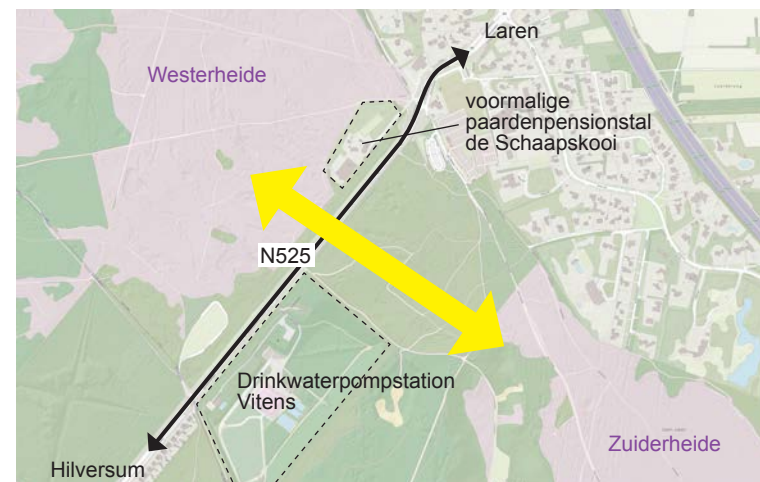 Laren
Westerheide
voormalige
paardenpensionstal
de Schaapskooi
N525
Drinkwaterpompstation
Vitens
Zuiderheide
Hilversum